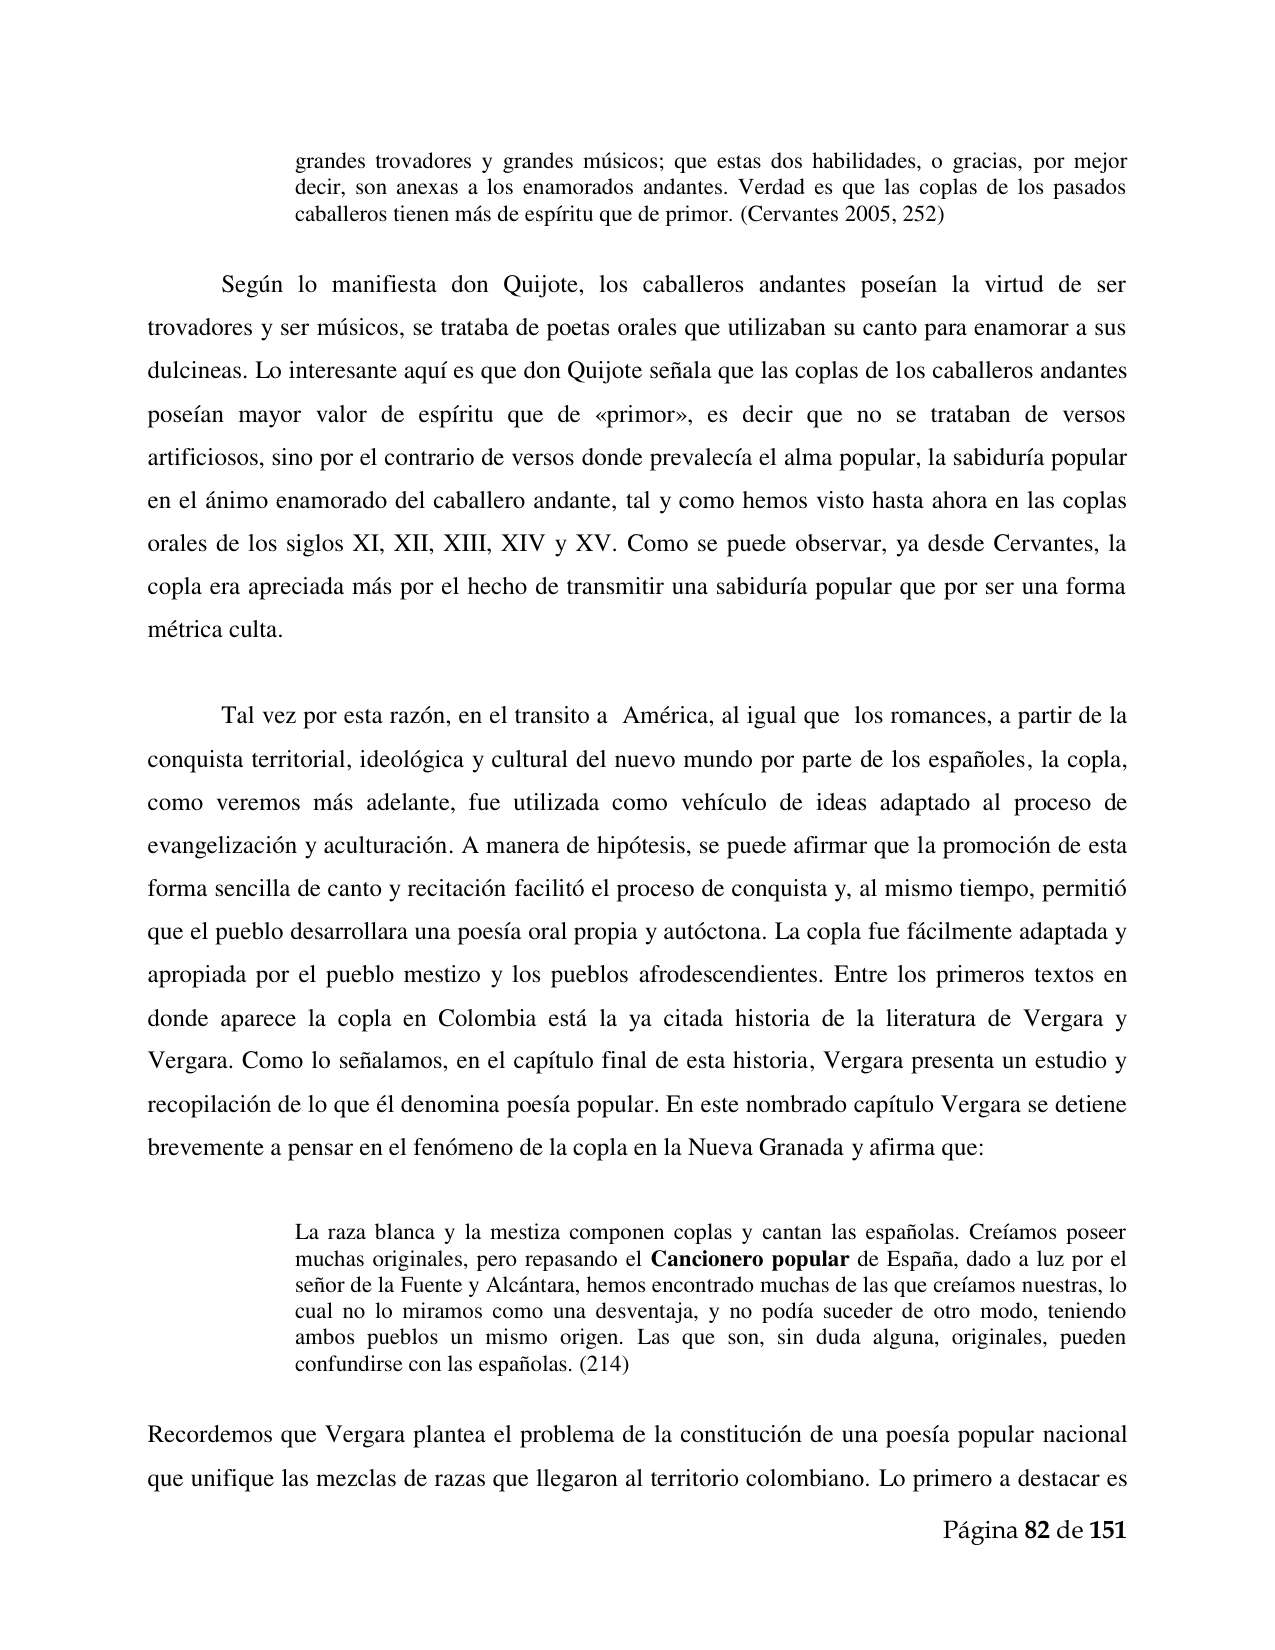 grandes trovadores y grandes músicos; que estas dos habilidades, o gracias, por mejor
decir, son anexas a los enamorados andantes. Verdad es que las coplas de los pasados
caballeros tienen más de espíritu que de primor. (Cervantes 2005, 252)
Según lo manifiesta don Quijote, los caballeros andantes poseían la virtud de ser
trovadores y ser músicos, se trataba de poetas orales que utilizaban su canto para enamorar a sus
dulcineas. Lo interesante aquí es que don Quijote señala que las coplas de los caballeros andantes
poseían mayor valor de espíritu que de «primor», es decir que no se trataban de versos
artificiosos, sino por el contrario de versos donde prevalecía el alma popular, la sabiduría popular
en el ánimo enamorado del caballero andante, tal y como hemos visto hasta ahora en las coplas
orales de los siglos XI, XII, XIII, XIV y XV. Como se puede observar, ya desde Cervantes, la
copla era apreciada más por el hecho de transmitir una sabiduría popular que por ser una forma
métrica culta.
Tal vez por esta razón, en el transito a América, al igual que los romances, a partir de la
conquista territorial, ideológica y cultural del nuevo mundo por parte de los españoles, la copla,
como veremos más adelante, fue utilizada como vehículo de ideas adaptado al proceso de
evangelización y aculturación. A manera de hipótesis, se puede afirmar que la promoción de esta
forma sencilla de canto y recitación facilitó el proceso de conquista y, al mismo tiempo, permitió
que el pueblo desarrollara una poesía oral propia y autóctona. La copla fue fácilmente adaptada y
apropiada por el pueblo mestizo y los pueblos afrodescendientes. Entre los primeros textos en
donde aparece la copla en Colombia está la ya citada historia de la literatura de Vergara y
Vergara. Como lo señalamos, en el capítulo final de esta historia, Vergara presenta un estudio y
recopilación de lo que él denomina poesía popular. En este nombrado capítulo Vergara se detiene
brevemente a pensar en el fenómeno de la copla en la Nueva Granada y afirma que:
La raza blanca y la mestiza componen coplas y cantan las españolas. Creíamos poseer
muchas originales, pero repasando el Cancionero popular de España, dado a luz por el
señor de la Fuente y Alcántara, hemos encontrado muchas de las que creíamos nuestras, lo
cual no lo miramos como una desventaja, y no podía suceder de otro modo, teniendo
ambos pueblos un mismo origen. Las que son, sin duda alguna, originales, pueden
confundirse con las españolas. (214)
Recordemos que Vergara plantea el problema de la constitución de una poesía popular nacional
que unifique las mezclas de razas que llegaron al territorio colombiano. Lo primero a destacar es
Página 82 de 151